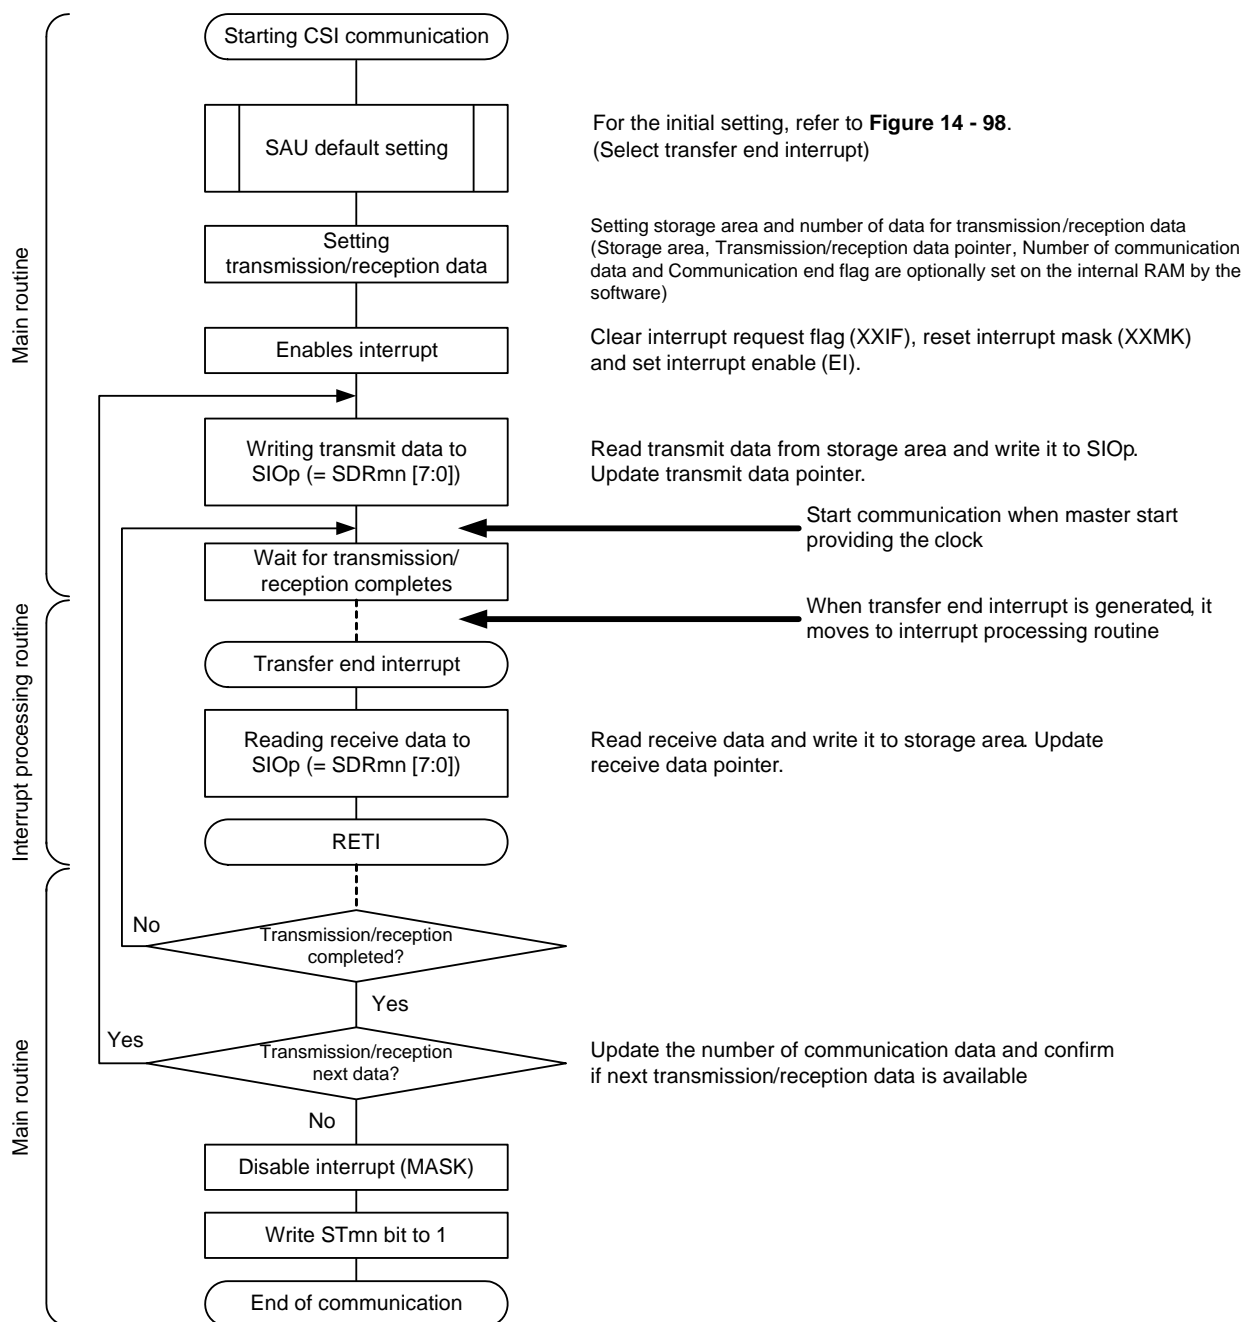 Starting CSI communication
SAU default setting
For the initial setting, refer to Figure 14 - 98.
(Select transfer end interrupt)
Main routine
Setting
transmission/reception data
Setting storage area and number of data for transmission/reception data
(Storage area, Transmission/reception data pointer, Number of communication
data and Communication end flag are optionally set on the internal RAM by the
software)
Enables interrupt
Clear interrupt request flag (XXIF), reset interrupt mask (XXMK)
and set interrupt enable (EI).
Writing transmit data to
SIOp (= SDRmn [7:0])
Read transmit data from storage area and write it to SIOp.
Update transmit data pointer.
Start communication when master start
providing the clock
Wait for transmission/
reception completes
When transfer end interrupt is generated, it
moves to interrupt processing routine
Interrupt processing routine
Transfer end interrupt
Reading receive data to
SIOp (= SDRmn [7:0])
Read receive data and write it to storage area. Update
receive data pointer.
RETI
No
Transmission/reception
completed?
Yes
Main routine
Yes
Transmission/reception
next data?
Update the number of communication data and confirm
if next transmission/reception data is available
No
Disable interrupt (MASK)
Write STmn bit to 1
End of communication